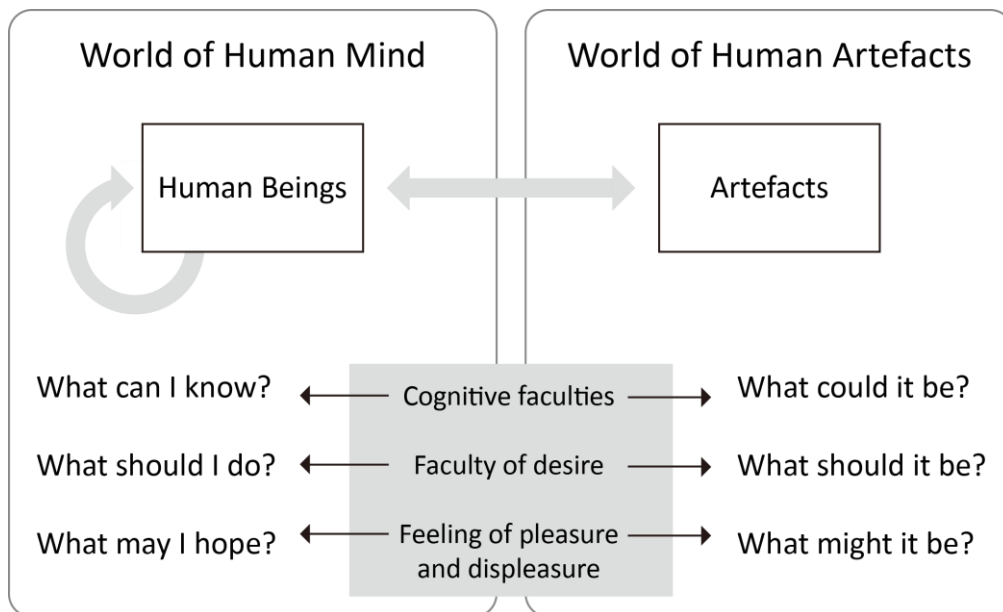 World of Human Mind
World of Human Artefacts
Human Beings
Artefacts
What can I know?
Cognitive faculties
What could it be?
What should I do?
Faculty of desire
What should it be?
What may I hope?
Feeling of pleasure
and displeasure
What might it be?